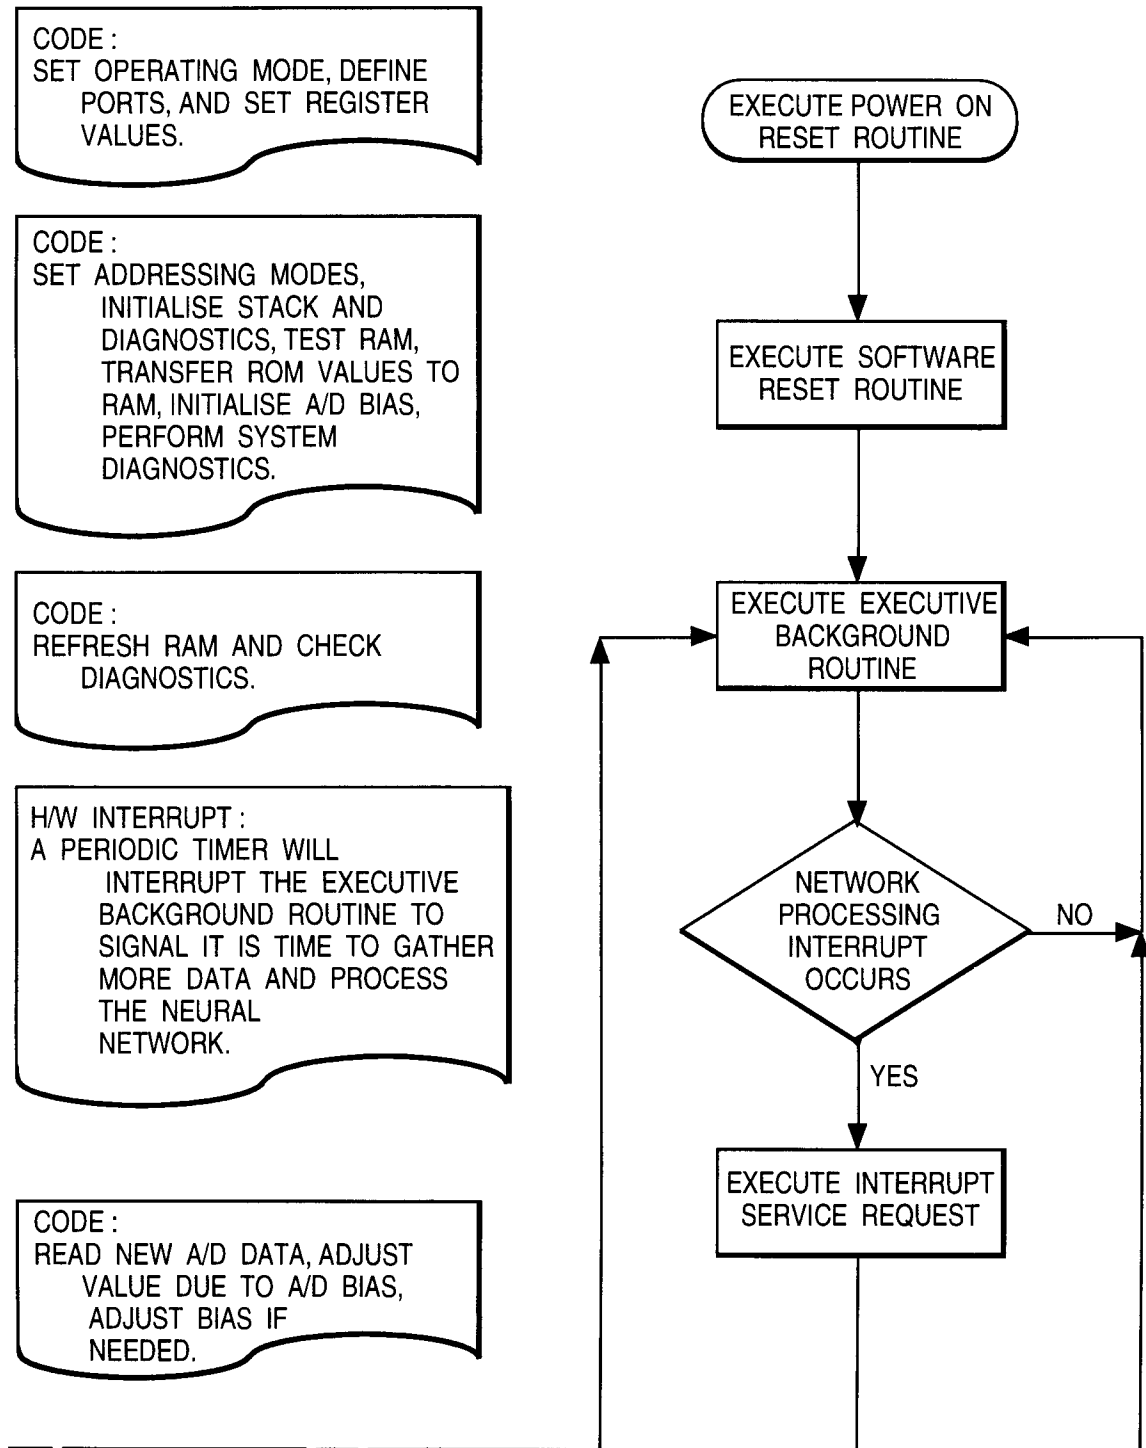 CODE :
SET OPERATING MODE, DEFINE
PORTS, AND SET REGISTER
VALUES.
EXECUTE POWER ON
RESET ROUTINE
CODE :
SET ADDRESSING MODES,
INITIALISE STACK AND
DIAGNOSTICS, TEST RAM,
TRANSFER ROM VALUES TO
RAM, INITIALISE A/D BIAS,
PERFORM SYSTEM
DIAGNOSTICS.
EXECUTE SOFTWARE
RESET ROUTINE
CODE :
REFRESH RAM AND CHECK
DIAGNOSTICS.
EXECUTE EXECUTIVE
BACKGROUND
ROUTINE
H/W INTERRUPT :
A PERIODIC TIMER WILL
INTERRUPT THE EXECUTIVE
BACKGROUND ROUTINE TO
SIGNAL IT IS TIME TO GATHER
MORE DATA AND PROCESS
THE NEURAL
NETWORK.
NETWORK
PROCESSING
INTERRUPT
OCCURS
NO
YES
EXECUTE INTERRUPT
SERVICE REQUEST
CODE :
READ NEW A/D DATA, ADJUST
VALUE DUE TO A/D BIAS,
ADJUST BIAS IF
NEEDED.